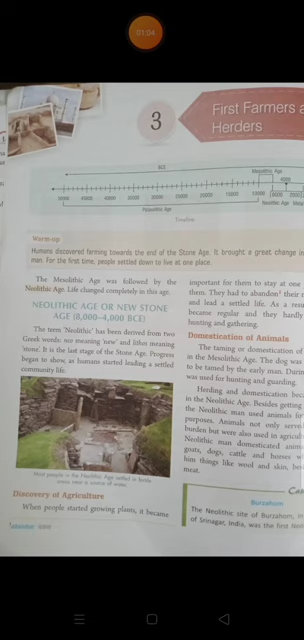 01:04
3
First Farmers a
Herders
BCE
Mesolithic Age
Palaeolithic Age
Neolithic Age
Timeline
Warm-up
Humans discovered farming towards the end of the Stone Age. It brought a great change in
man. For the first time, people settled down to live at one place.
The Mesolithic Age was followed by the
Neolithic Age. Life changed completely in this age.
NEOLITHIC AGE OR NEW STONE
AGE (8,000–4,000 BCE)
The term 'Neolithic' has been derived from two
Greek words: neo meaning 'new' and lithos meaning
'stone'. It is the last stage of the Stone Age. Progress
began to show, as humans started leading a settled
community life.
Most people in the Neolithic Age settled in fertile
areas near a source of water.
Discovery of Agriculture
When people started growing plants, it became
important for them to stay at one
them. They had to abandon¹ their
and lead a settled life. As a resu
became regular and they hardly
hunting and gathering.
Domestication of Animals
The taming or domestication of
in the Mesolithic Age. The dog was
to be tamed by the early man. Durin
was used for hunting and guarding.
Herding and domestication bec
in the Neolithic Age. Besides getting
the Neolithic man used animals fo
purposes. Animals not only serve
burden but were also used in agricul
Neolithic man domesticated anim
goats, dogs, cattle and horses w
him things like wool and skin, bes
meat.
Cas
Burzahom
The Neolithic site of Burzahom, in
of Srinagar, India, was the first Neol